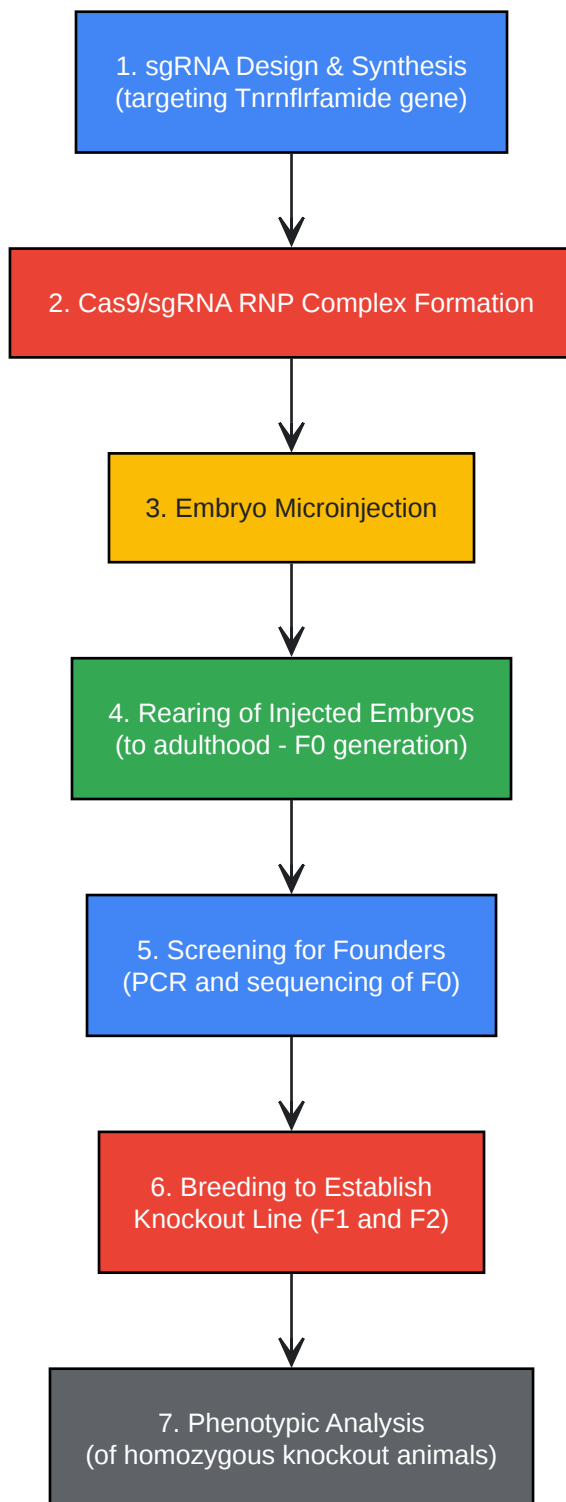 1. sgRNA Design & Synthesis
(targeting Tnrnflrfamide gene)
2. Cas9/sgRNA RNP Complex Formation
3. Embryo Microinjection
4. Rearing of Injected Embryos
(to adulthood - F0 generation)
5. Screening for Founders
(PCR and sequencing of F0)
6. Breeding to Establish
Knockout Line (F1 and F2)
7. Phenotypic Analysis
(of homozygous knockout animals)